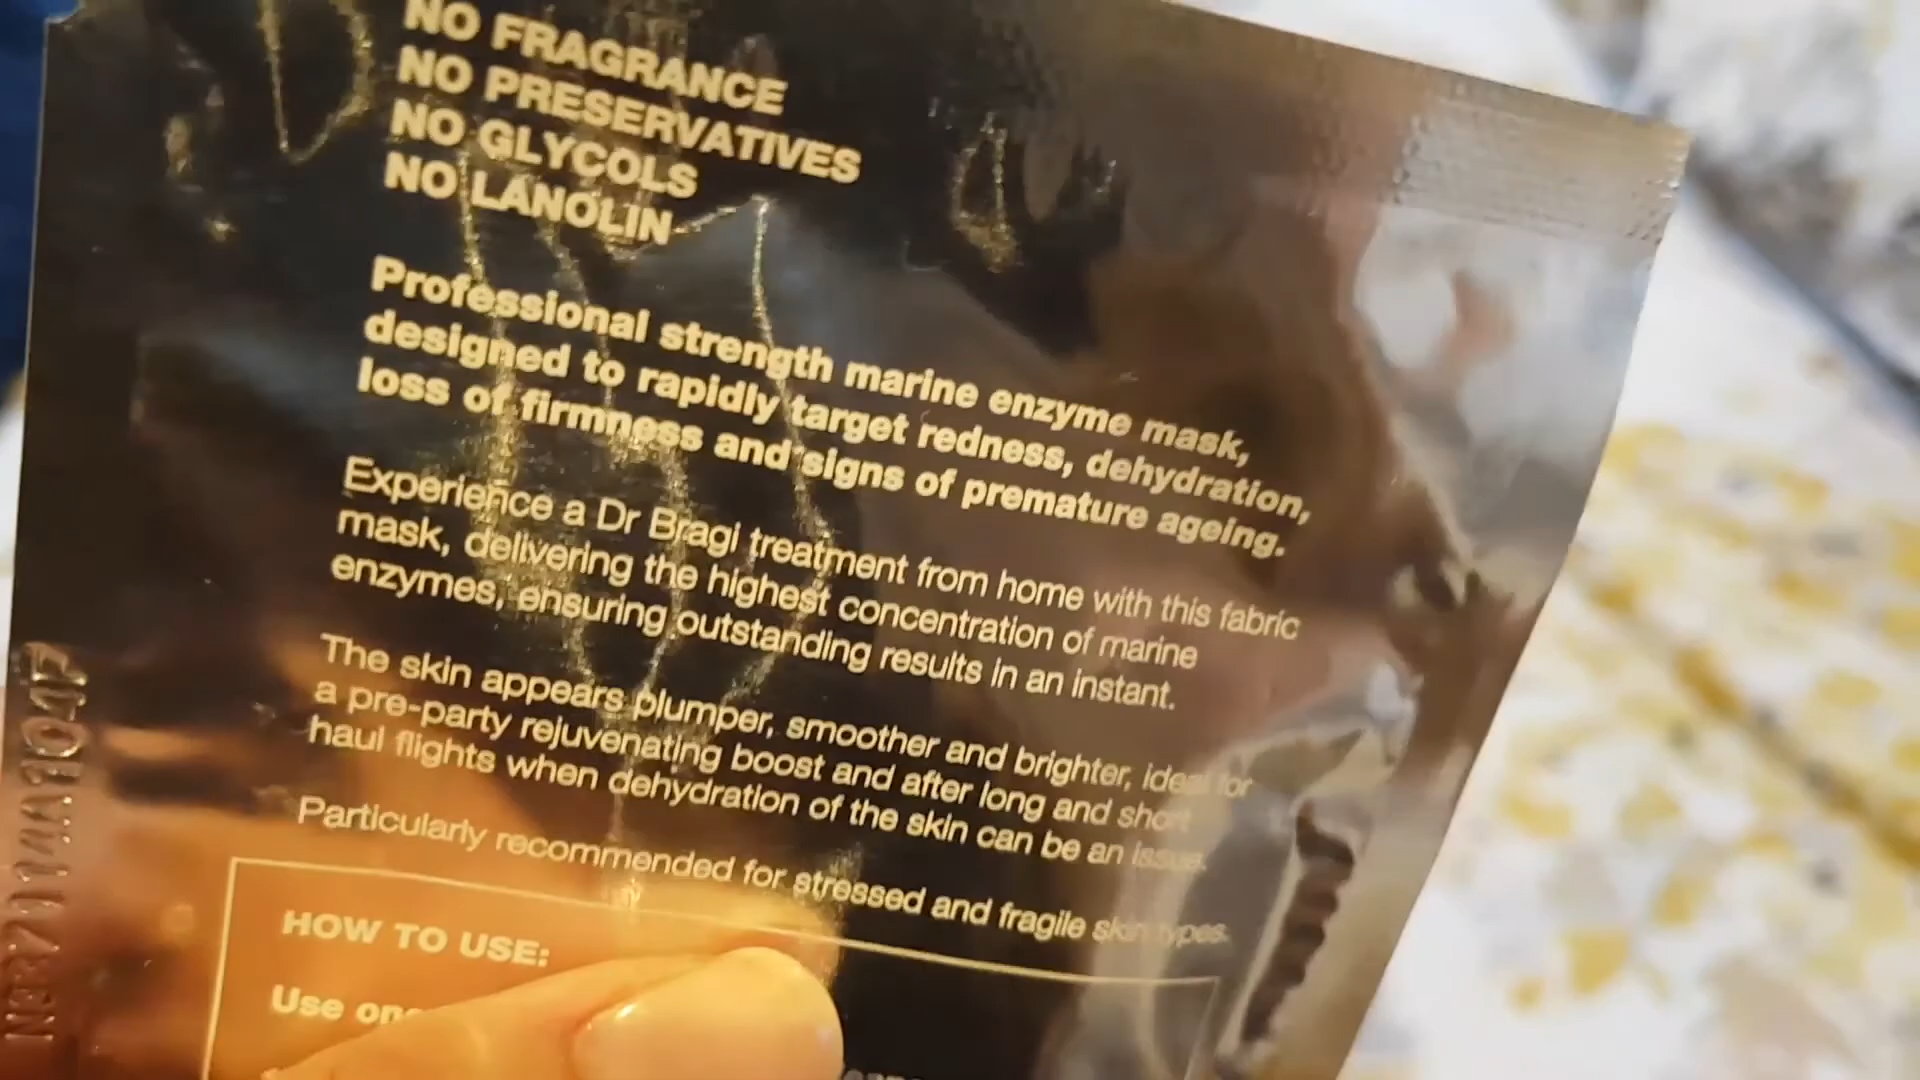 NO FRAGRANCE
NO PRESERVATIVES
NO GLYCOLS
NO LANOLIN
Professional strength marine enzyme mask,
designed to rapidly target redness, dehydration,
loss of firmness and signs of premature ageing.
Experience a Dr Bragi treatment from home with this fabric
mask, delivering the highest concentration of marine
enzymes, ensuring outstanding results in an instant.
The skin appears plumper, smoother and brighter, ideal for
a pre-party rejuvenating boost and after long and short
haul flights when dehydration of the skin can be an issue.
Particularly recommended for stressed and fragile skin types.
HOW TO USE:
Use